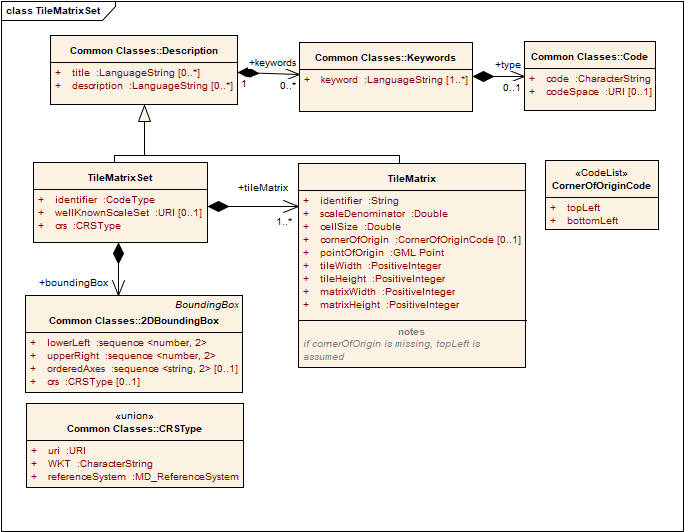 class TileMatrixSet
Common Classes::Description
+ title :LanguageString [0..*]
+ description :LanguageString [0..*]
+keywords
1
0..*
Common Classes::Keywords
+ keyword :LanguageString [1..*]
+type
0..1
Common Classes::Code
+ code :CharacterString
+ codeSpace :URI [0..1]
TileMatrixSet
+ identifier :CodeType
+ wellKnownScaleSet :URI [0..1]
+ crs :CRSType
+tileMatrix
1..*
TileMatrix
+ identifier :String
+ scaleDenominator :Double
+ cellSize :Double
+ cornerOfOrigin :CornerOfOriginCode [0..1]
+ pointOfOrigin :GML Point
+ tileWidth :PositiveInteger
+ tileHeight :PositiveInteger
+ matrixWidth :PositiveInteger
+ matrixHeight :PositiveInteger
notes
if cornerOfOrigin is missing, topLeft is
assumed
«CodeList»
CornerOfOriginCode
+ topLeft
+ bottomLeft
+boundingBox
BoundingBox
Common Classes::2DBoundingBox
+ lowerLeft :sequence <number, 2>
+ upperRight :sequence <number, 2>
+ orderedAxes :sequence <string, 2> [0..1]
+ crs :CRSType [0..1]
«union»
Common Classes::CRSType
+ uri :URI
+ WKT :CharacterString
+ referenceSystem :MD_ReferenceSystem